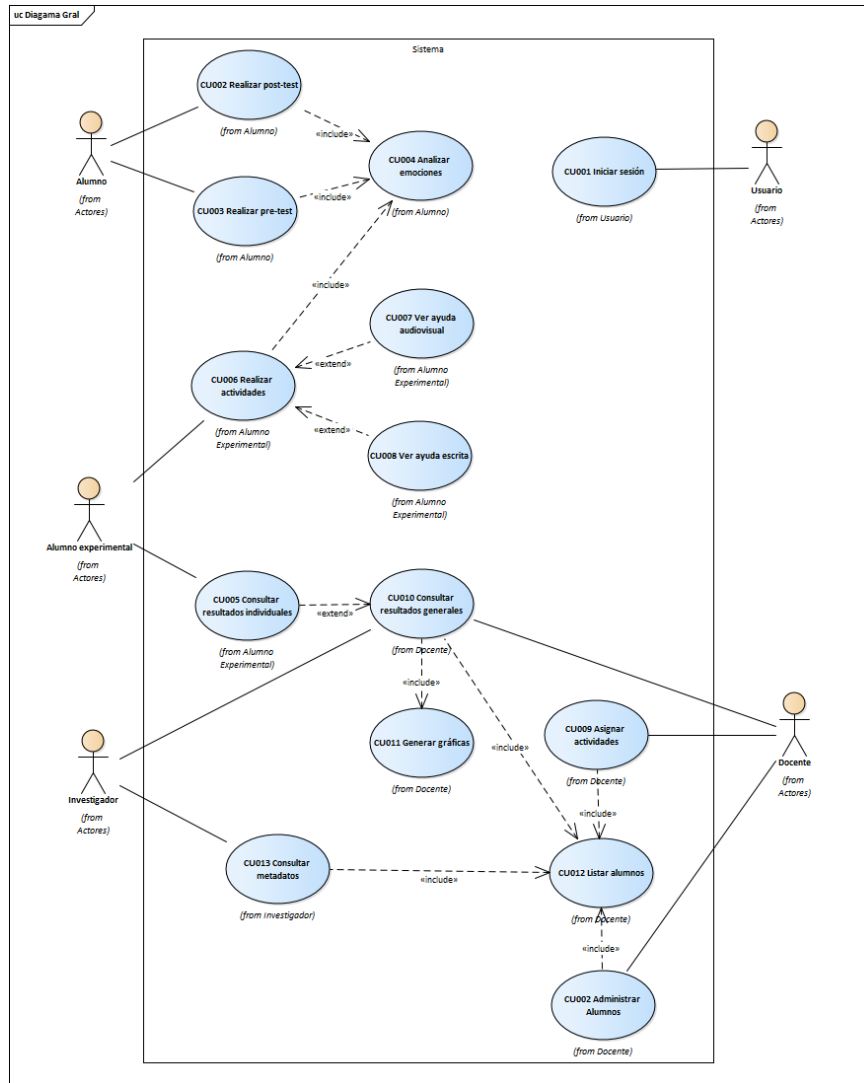 uc Diagama Gral
Sistema
CU002 Realizar post-test
(from Alumno)
«include»
Alumno
(from
Actores)
CU004 Analizar
emociones
(from Alumno)
CU001 Iniciar sesión
(from Usuario)
Usuario
(from
Actores)
CU003 Realizar pre-test
(from Alumno)
«include»
«include»
CU007 Ver ayuda
audiovisual
(from Alumno
Experimental)
«extend»
CU006 Realizar
actividades
(from Alumno
Experimental)
«extend»
CU008 Ver ayuda escrita
(from Alumno
Experimental)
Alumno experimental
(from
Actores)
CU005 Consultar
resultados individuales
(from Alumno
Experimental)
«extend»
CU010 Consultar
resultados generales
(from Docente)
«include»
«include»
CU011 Generar gráficas
(from Docente)
CU009 Asignar
actividades
(from Docente)
«include»
Docente
(from
Actores)
Investigador
(from
Actores)
CU013 Consultar
metadatos
(from Investigador)
«include»
CU012 Listar alumnos
(from Docente)
«include»
CU002 Administrar
Alumnos
(from Docente)